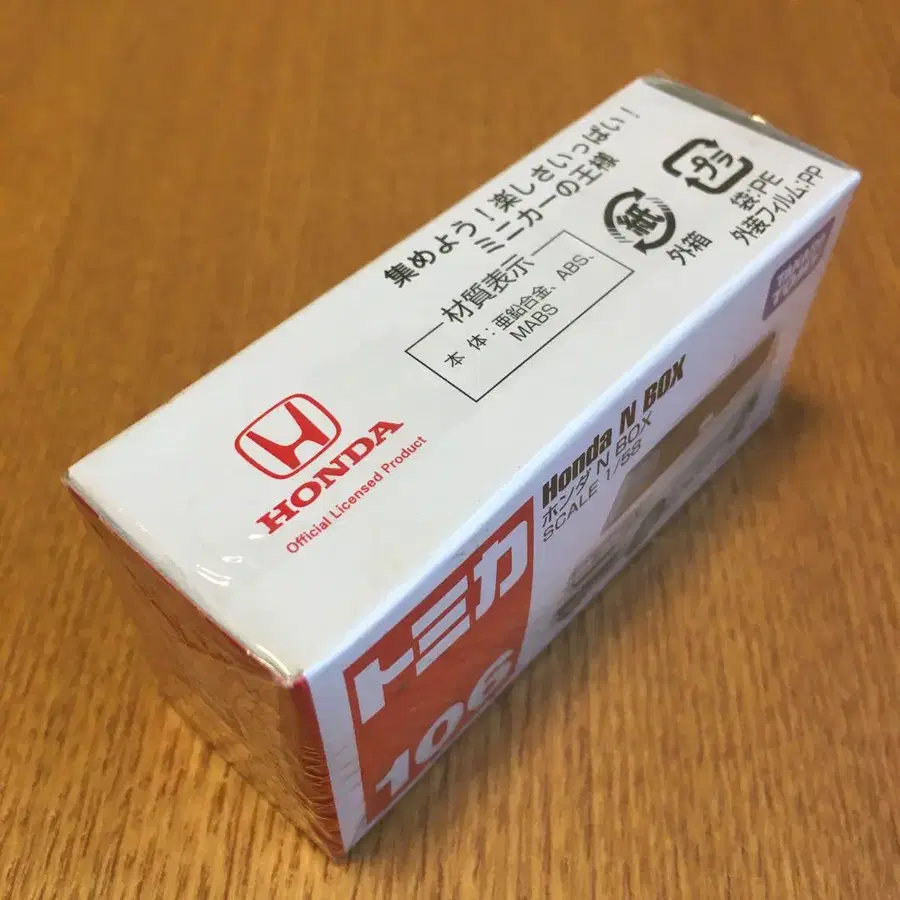 集めよう！楽しさいっぱい！
ミニカーの王様
材質表示
本 体：亜鉛合金、ABS、
MABS
プラ
紙
外箱
袋:PE
外装フィルム:PP
HONDA
Official Licensed Product
TAKARA
TOMY
Honda N BOX
ホンダ N BOX
SCALE 1/58
トミカ
106